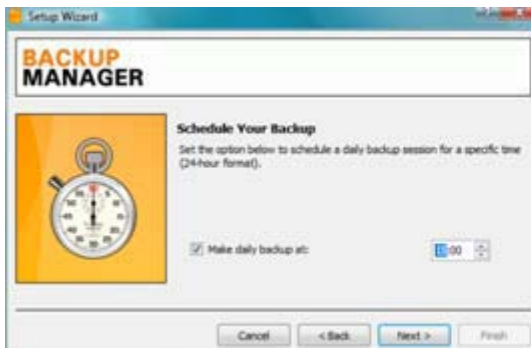 Setup Wizard
BACKUP
MANAGER
Schedule Your Backup
Set the option below to schedule a daily backup session for a specific time
(24-hour format).
Make daily backup at:
:00
Cancel
< Back
Next >
Finish